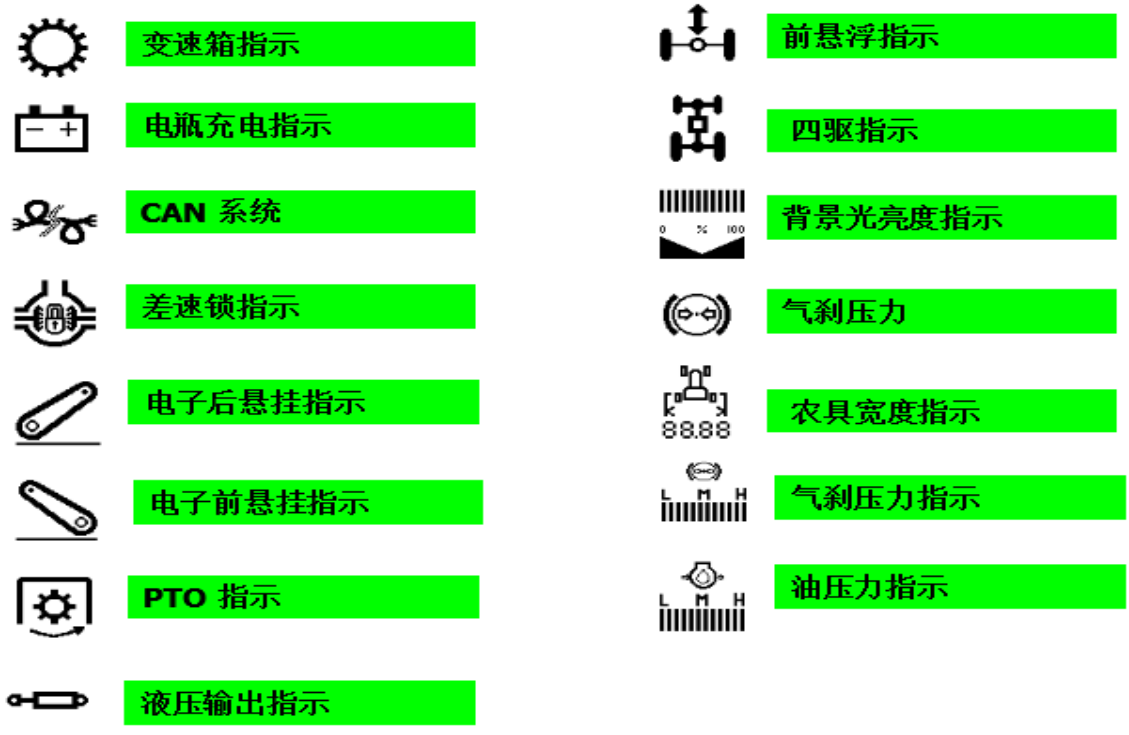 变速箱指示
电瓶充电指示
CAN 系统
差速锁指示
电子后悬挂指示
电子前悬挂指示
PTO 指示
液压输出指示
前悬浮指示
四驱指示
0 % 100
背景光亮度指示
气刹压力
88.88
农具宽度指示
L M H
气刹压力指示
L M H
油压力指示